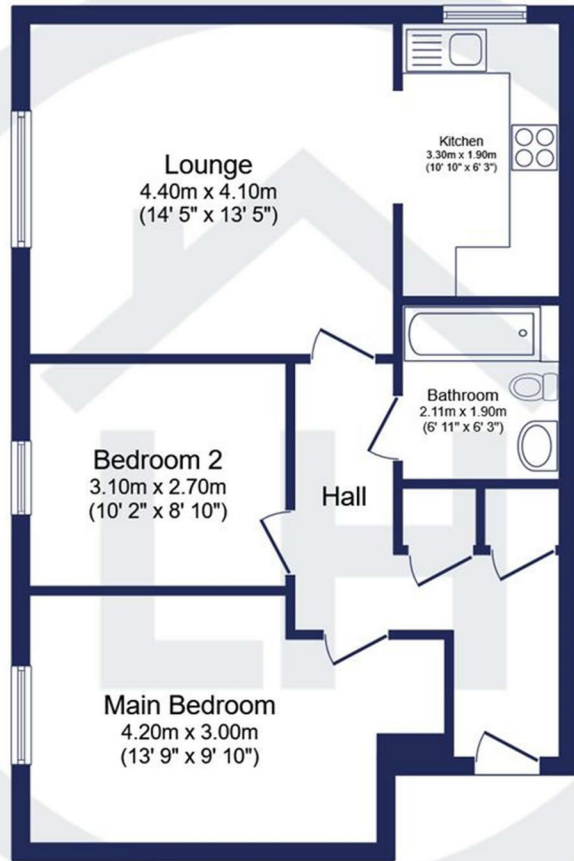 Lounge
4.40m x 4.10m
(14' 5" x 13' 5")
Kitchen
3.30m x 1.90m
(10' 10" x 6' 3")
Bathroom
2.11m x 1.90m
(6' 11" x 6' 3")
Bedroom 2
3.10m x 2.70m
(10' 2" x 8' 10")
Hall
Main Bedroom
4.20m x 3.00m
(13' 9" x 9' 10")
LH